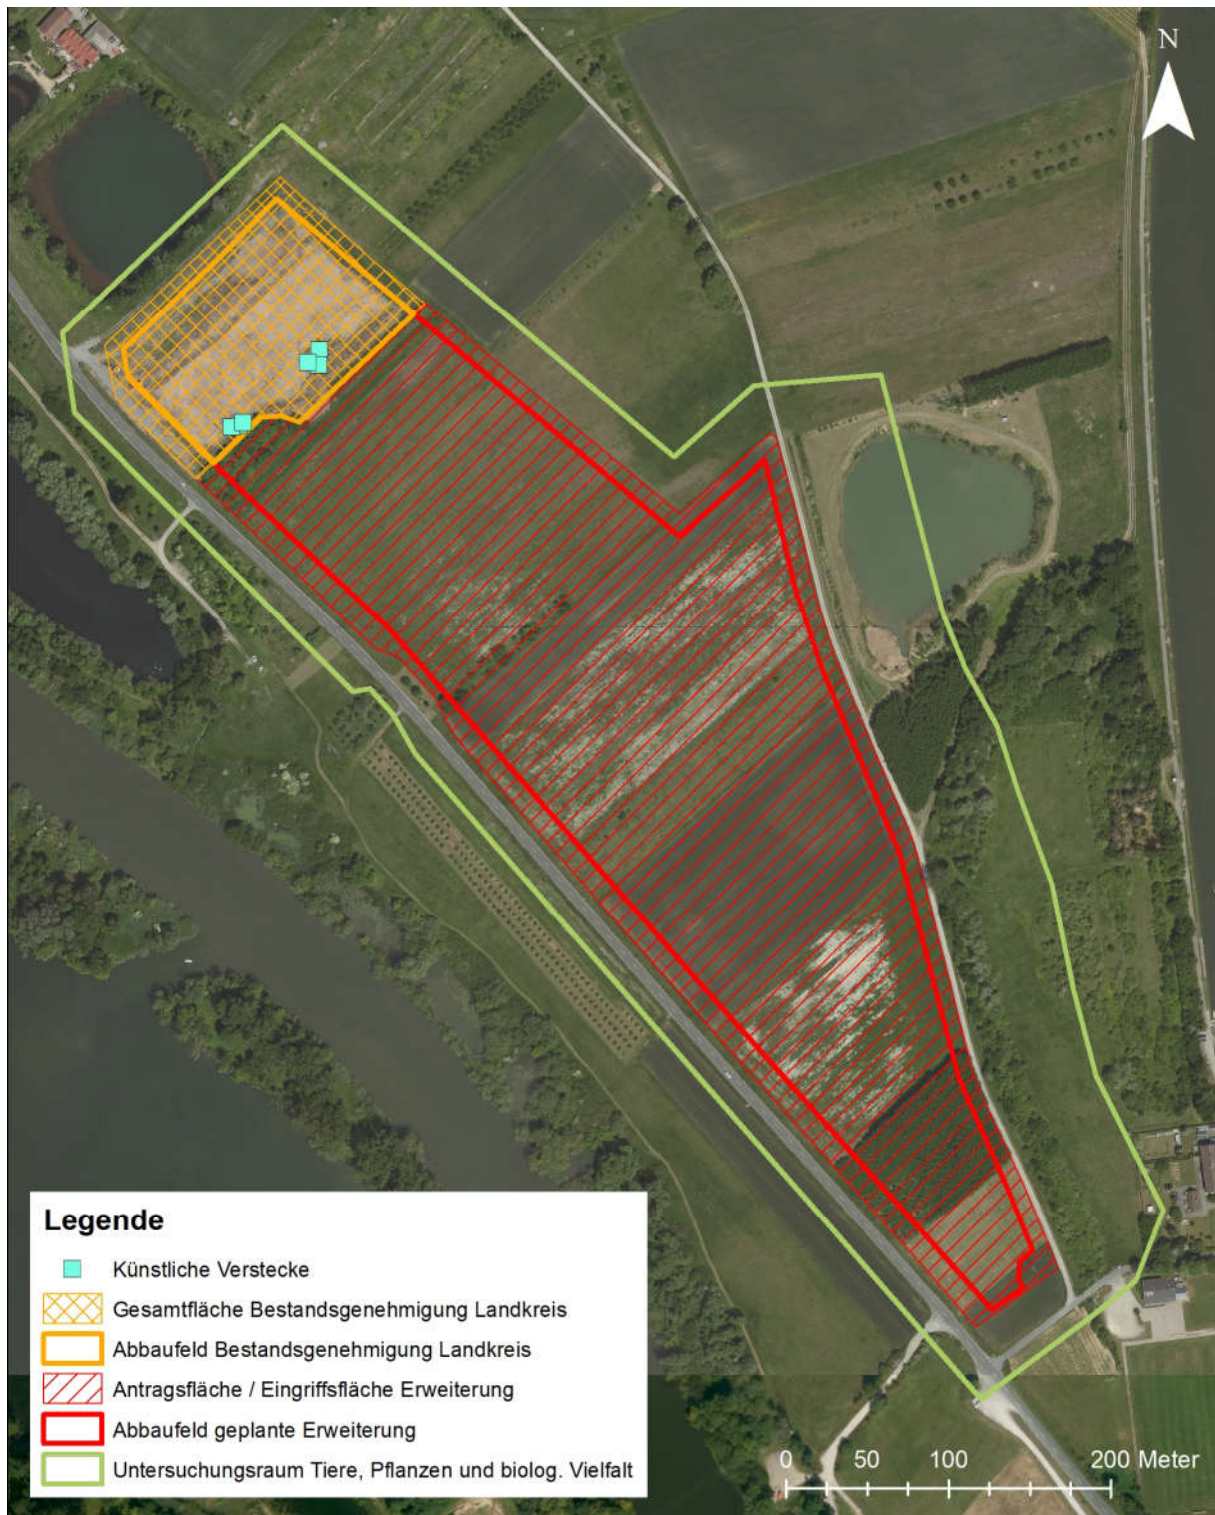 N
Legende
Künstliche Verstecke
Gesamtfläche Bestandsgenehmigung Landkreis
Abbaufeld Bestandsgenehmigung Landkreis
Antragsfläche / Eingriffsfläche Erweiterung
Abbaufeld geplante Erweiterung
Untersuchungsraum Tiere, Pflanzen und biolog. Vielfalt
0 50 100 200 Meter